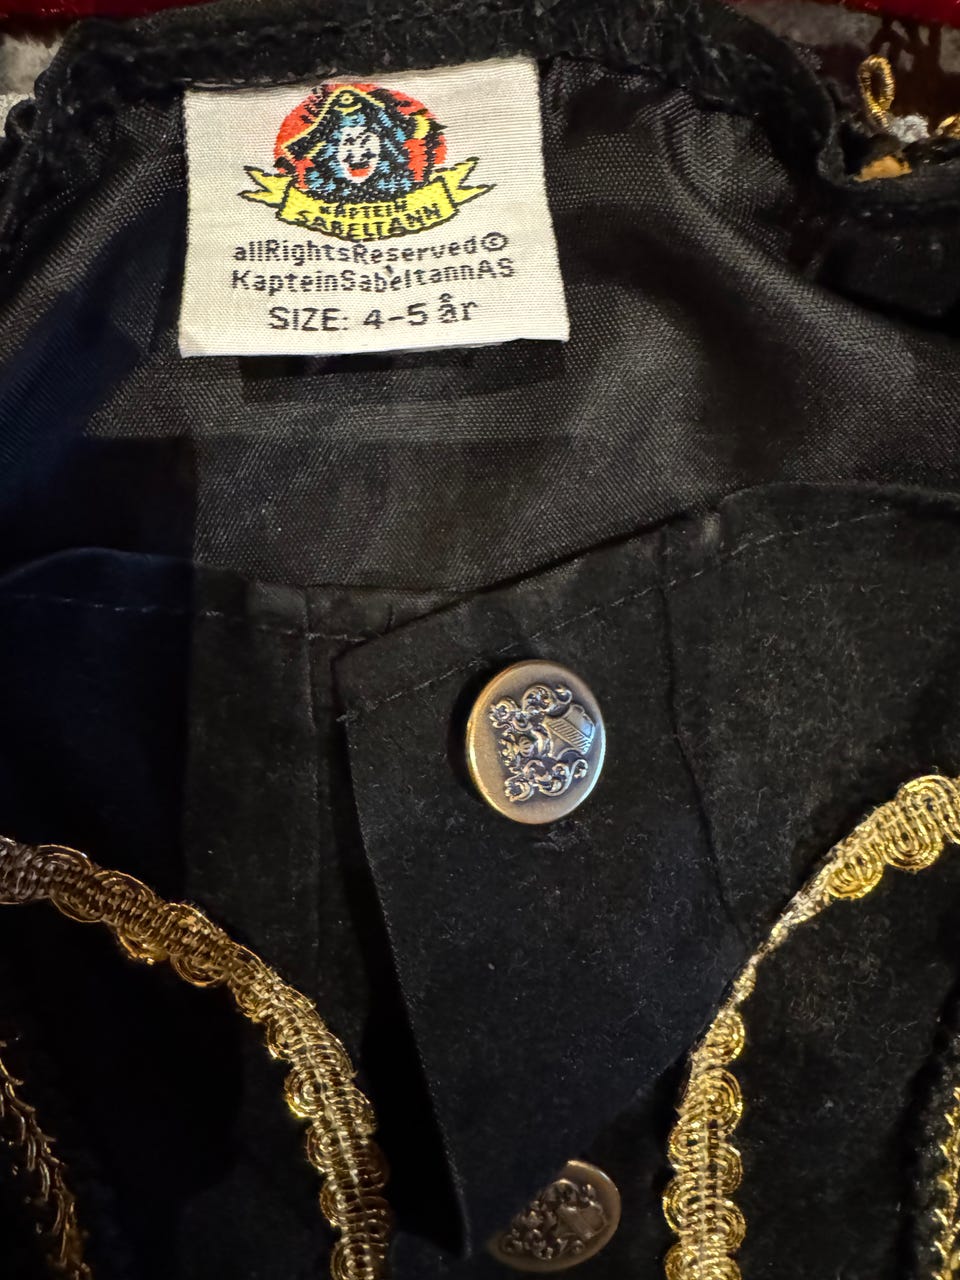 KAPTEIN
SABELTANN
allRightsReserved©
KapteinSabeltannAS
SIZE: 4-5 år